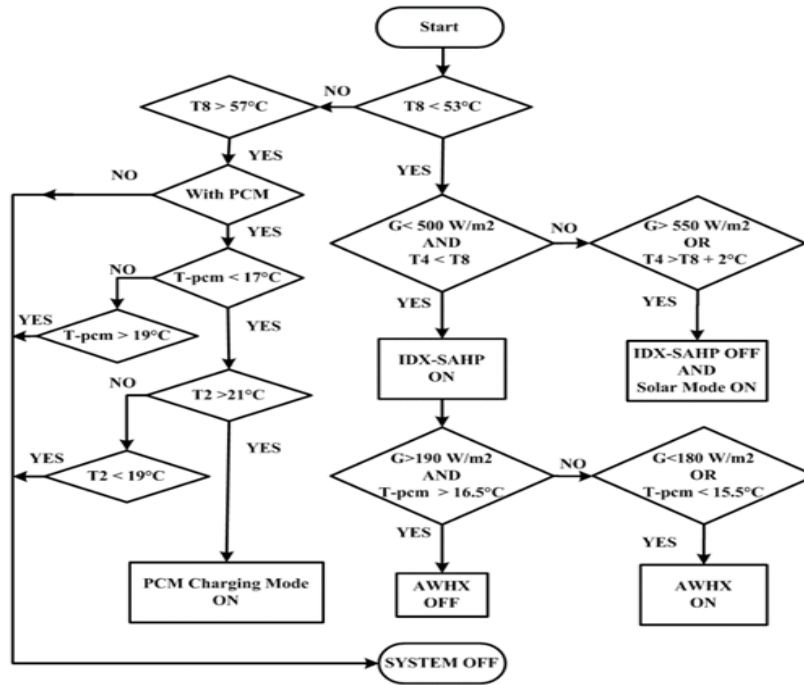 Start
NO
T8 > 57°C
T8 < 53°C
YES
YES
NO
With PCM
YES
G< 500 W/m2
AND
T4 < T8
NO
G> 550 W/m2
OR
T4 >T8 + 2°C
T-pcm < 17°C
NO
YES
T-pcm > 19°C
YES
YES
YES
IDX-SAHP
ON
IDX-SAHP OFF
AND
Solar Mode ON
T2 >21°C
NO
YES
T2 < 19°C
YES
G>190 W/m2
AND
T-pcm > 16.5°C
NO
G<180 W/m2
OR
T-pcm < 15.5°C
YES
YES
PCM Charging Mode
ON
AWHX
OFF
AWHX
ON
SYSTEM OFF